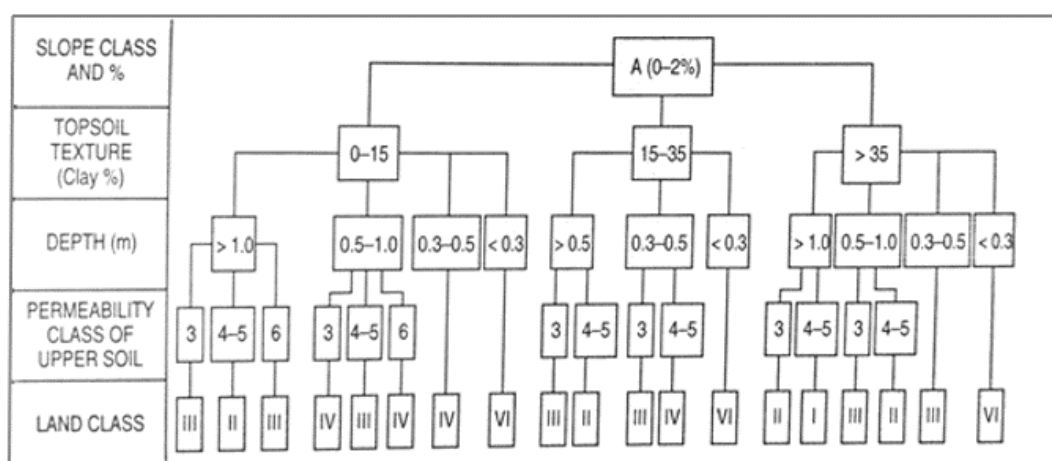 SLOPE CLASS
AND %
A (0–2%)
TOPSOIL
TEXTURE
(Clay %)
0–15
15–35
> 35
DEPTH (m)
> 1.0
0.5–1.0
0.3–0.5
< 0.3
> 0.5
0.3–0.5
< 0.3
> 1.0
0.5–1.0
0.3–0.5
< 0.3
PERMEABILITY
CLASS OF
UPPER SOIL
3
4–5
6
3
4–5
6
3
4–5
3
4–5
3
4–5
3
4–5
LAND CLASS
III
II
III
IV
III
IV
IV
VI
III
II
III
IV
VI
II
I
III
II
III
VI